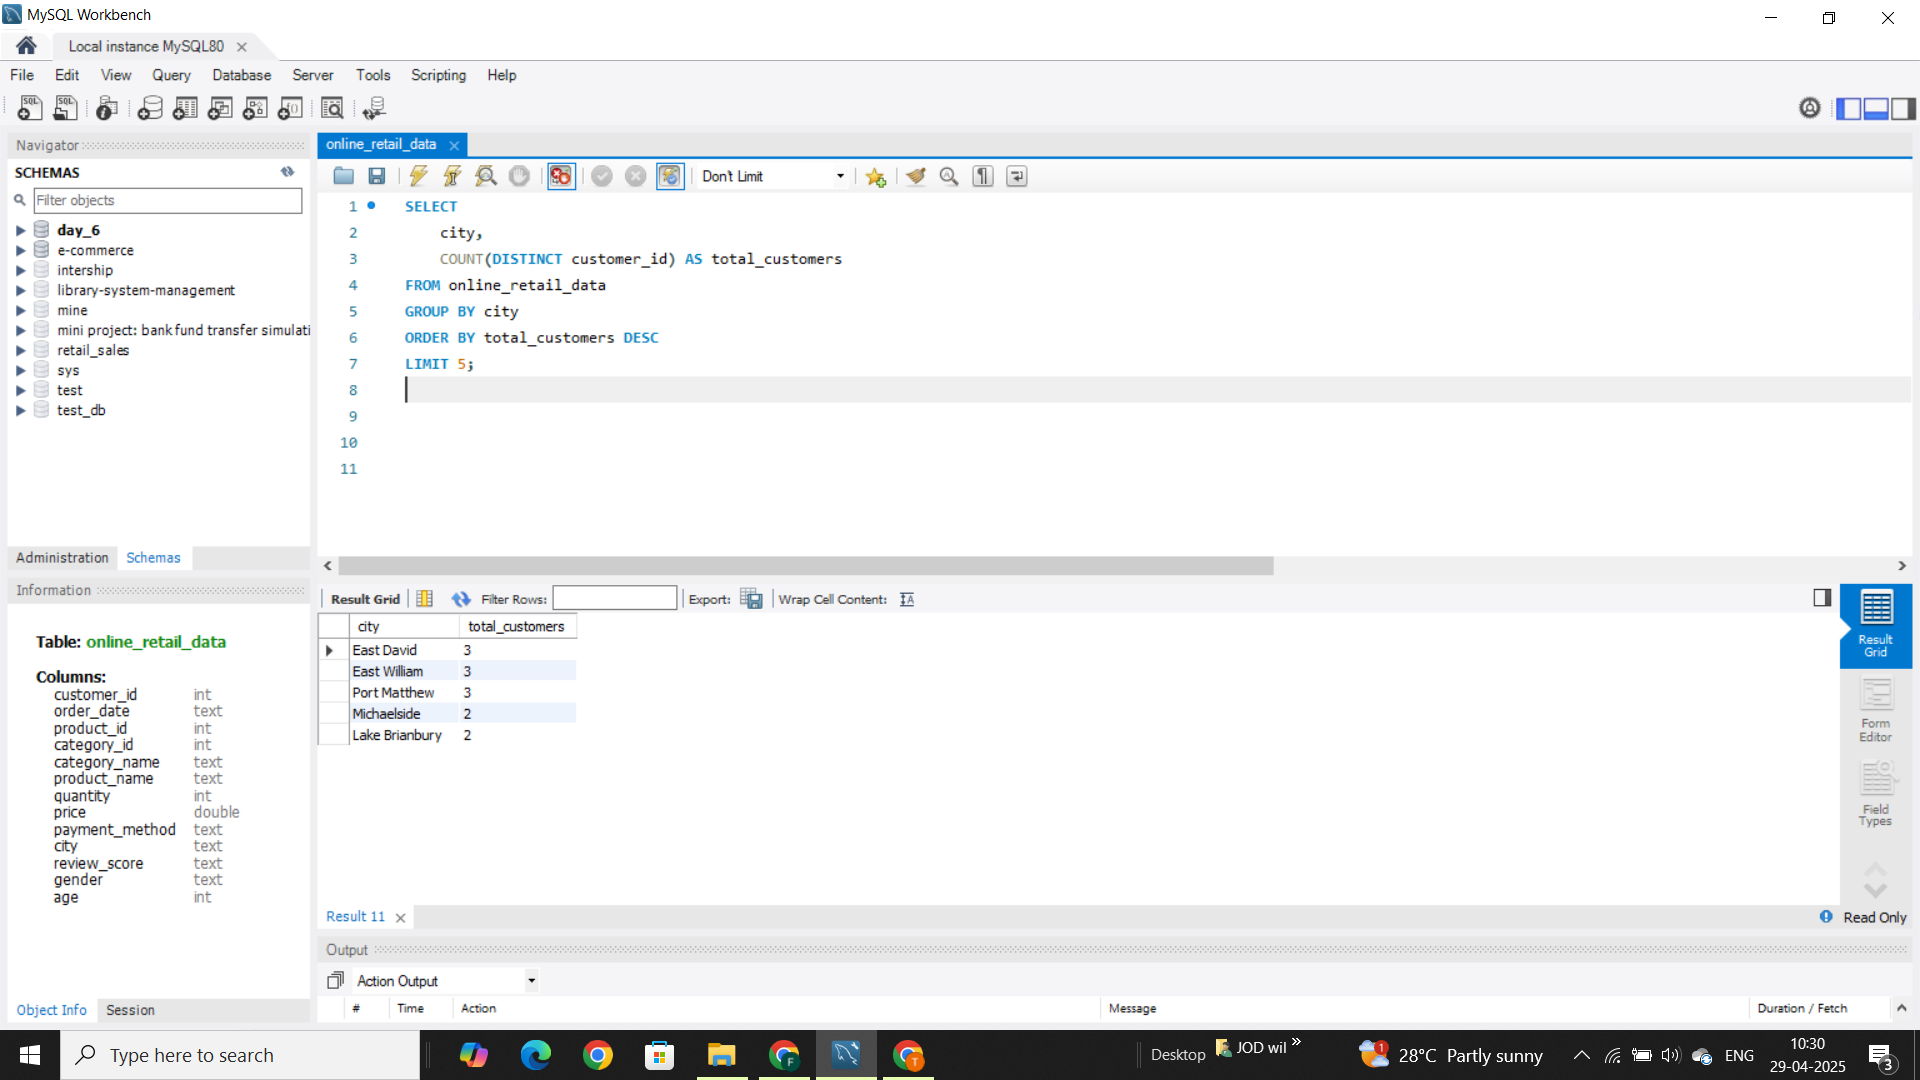 MySQL Workbench
Local instance MySQL80
File Edit View Query Database Server Tools Scripting Help
Navigator
SCHEMAS
Filter objects
day_6
e-commerce
intership
library-system-management
mine
mini project: bank fund transfer simulati
retail_sales
sys
test
test_db
Administration Schemas
Information
Table: online_retail_data
Columns:
customer_id int
order_date text
product_id int
category_id int
category_name text
product_name text
quantity int
price double
payment_method text
city text
review_score text
gender text
age int
Object Info Session
online_retail_data
Don't Limit
1 SELECT
2 city,
3 COUNT(DISTINCT customer_id) AS total_customers
4 FROM online_retail_data
5 GROUP BY city
6 ORDER BY total_customers DESC
7 LIMIT 5;
8
9
10
11
Result Grid Filter Rows: Export: Wrap Cell Content:
city total_customers
East David 3
East William 3
Port Matthew 3
Michaelside 2
Lake Brianbury 2
Result Grid
Form Editor
Field Types
Result 11
Read Only
Output
Action Output
# Time Action Message Duration / Fetch
Type here to search
Desktop
JOD wil
28°C Partly sunny
ENG
10:30
29-04-2025
3